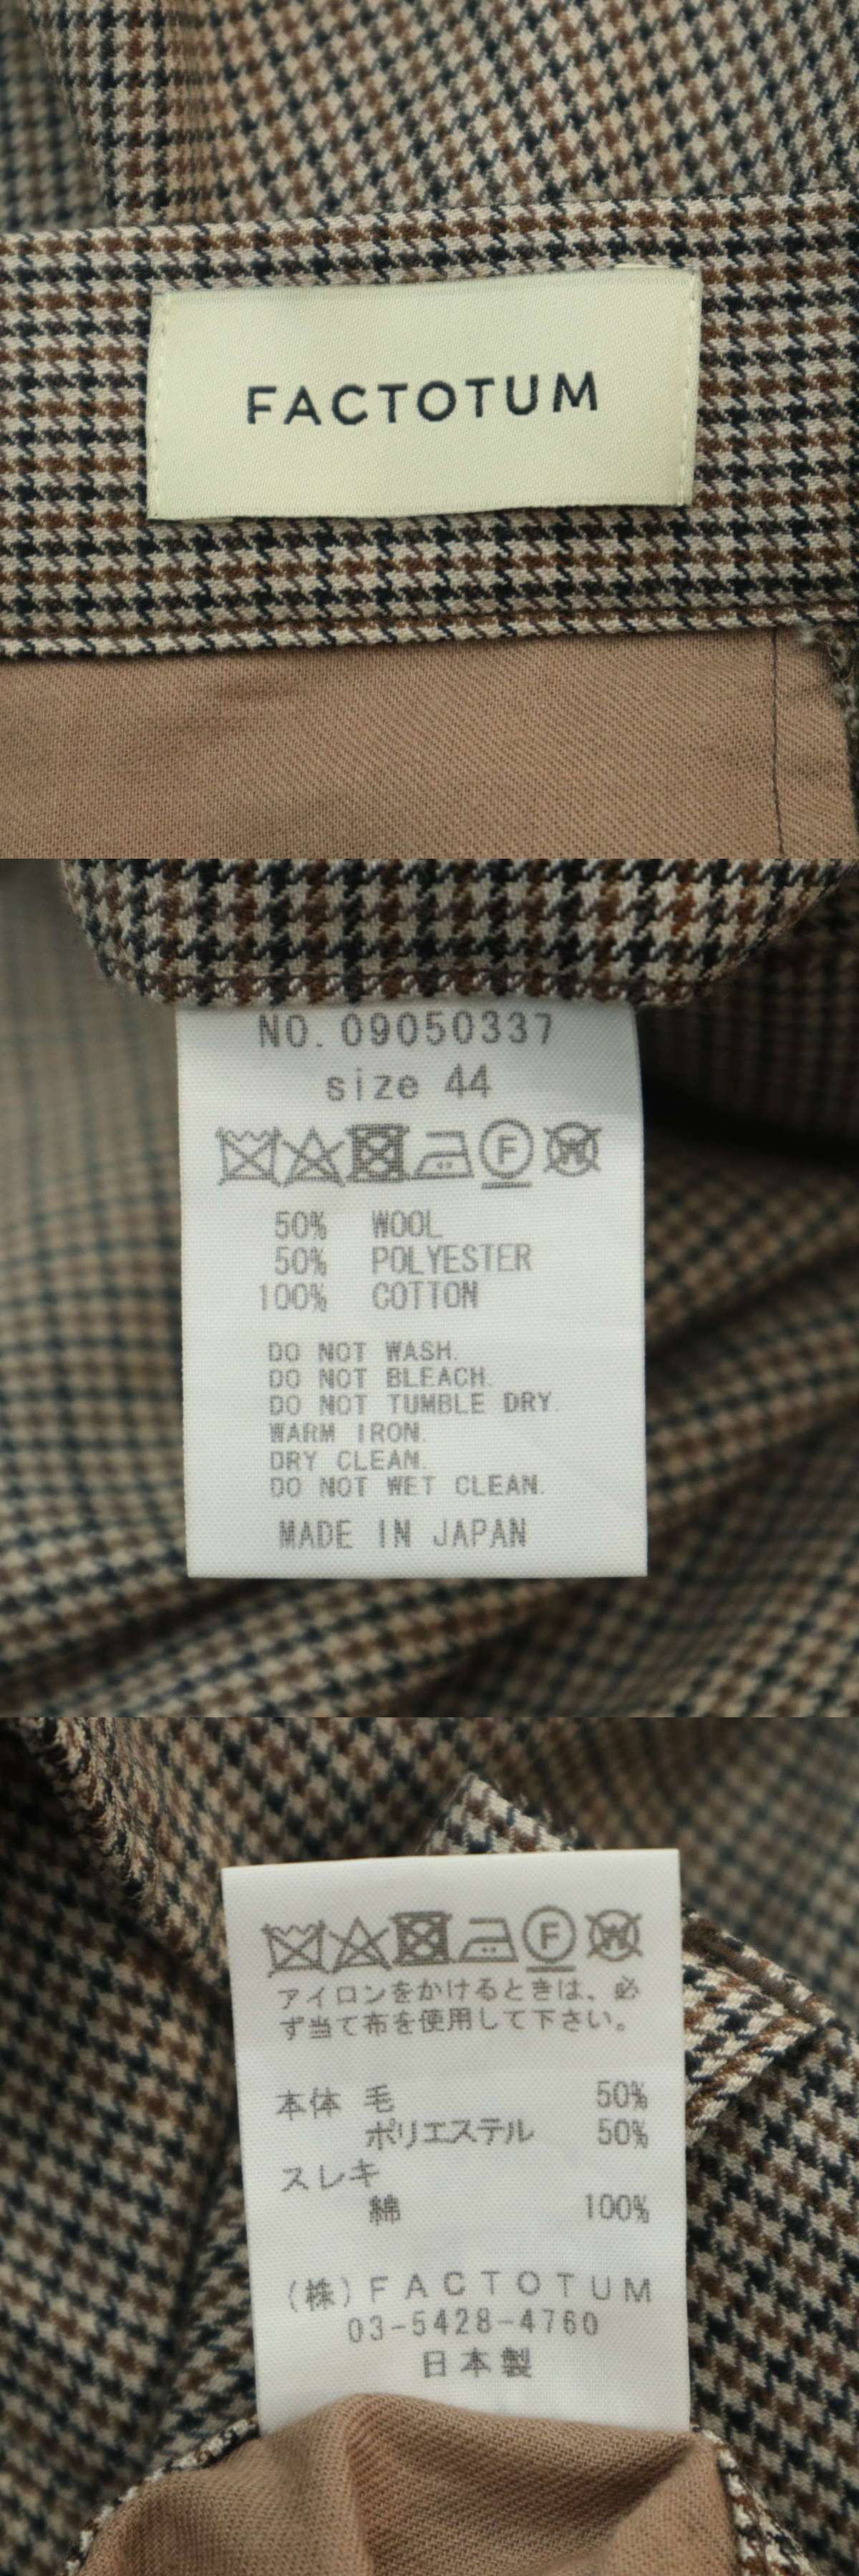 FACTOTUM
NO. 09050337
size 44
F W
50% WOOL
50% POLYESTER
100% COTTON
DO NOT WASH.
DO NOT BLEACH.
DO NOT TUMBLE DRY.
WARM IRON.
DRY CLEAN.
DO NOT WET CLEAN.
MADE IN JAPAN
F W
アイロンをかけるときは、必
ず当て布を使用して下さい。
本体 毛 50%
ポリエステル 50%
スレキ
綿 100%
(株)FACTOTUM
03-5428-4760
日本製